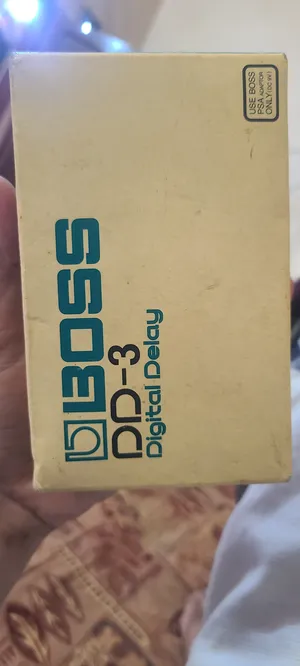 BOSS
DD-3
Digital Delay
USE BOSS
PSA ADAPTOR
ONLY (DC 9V)